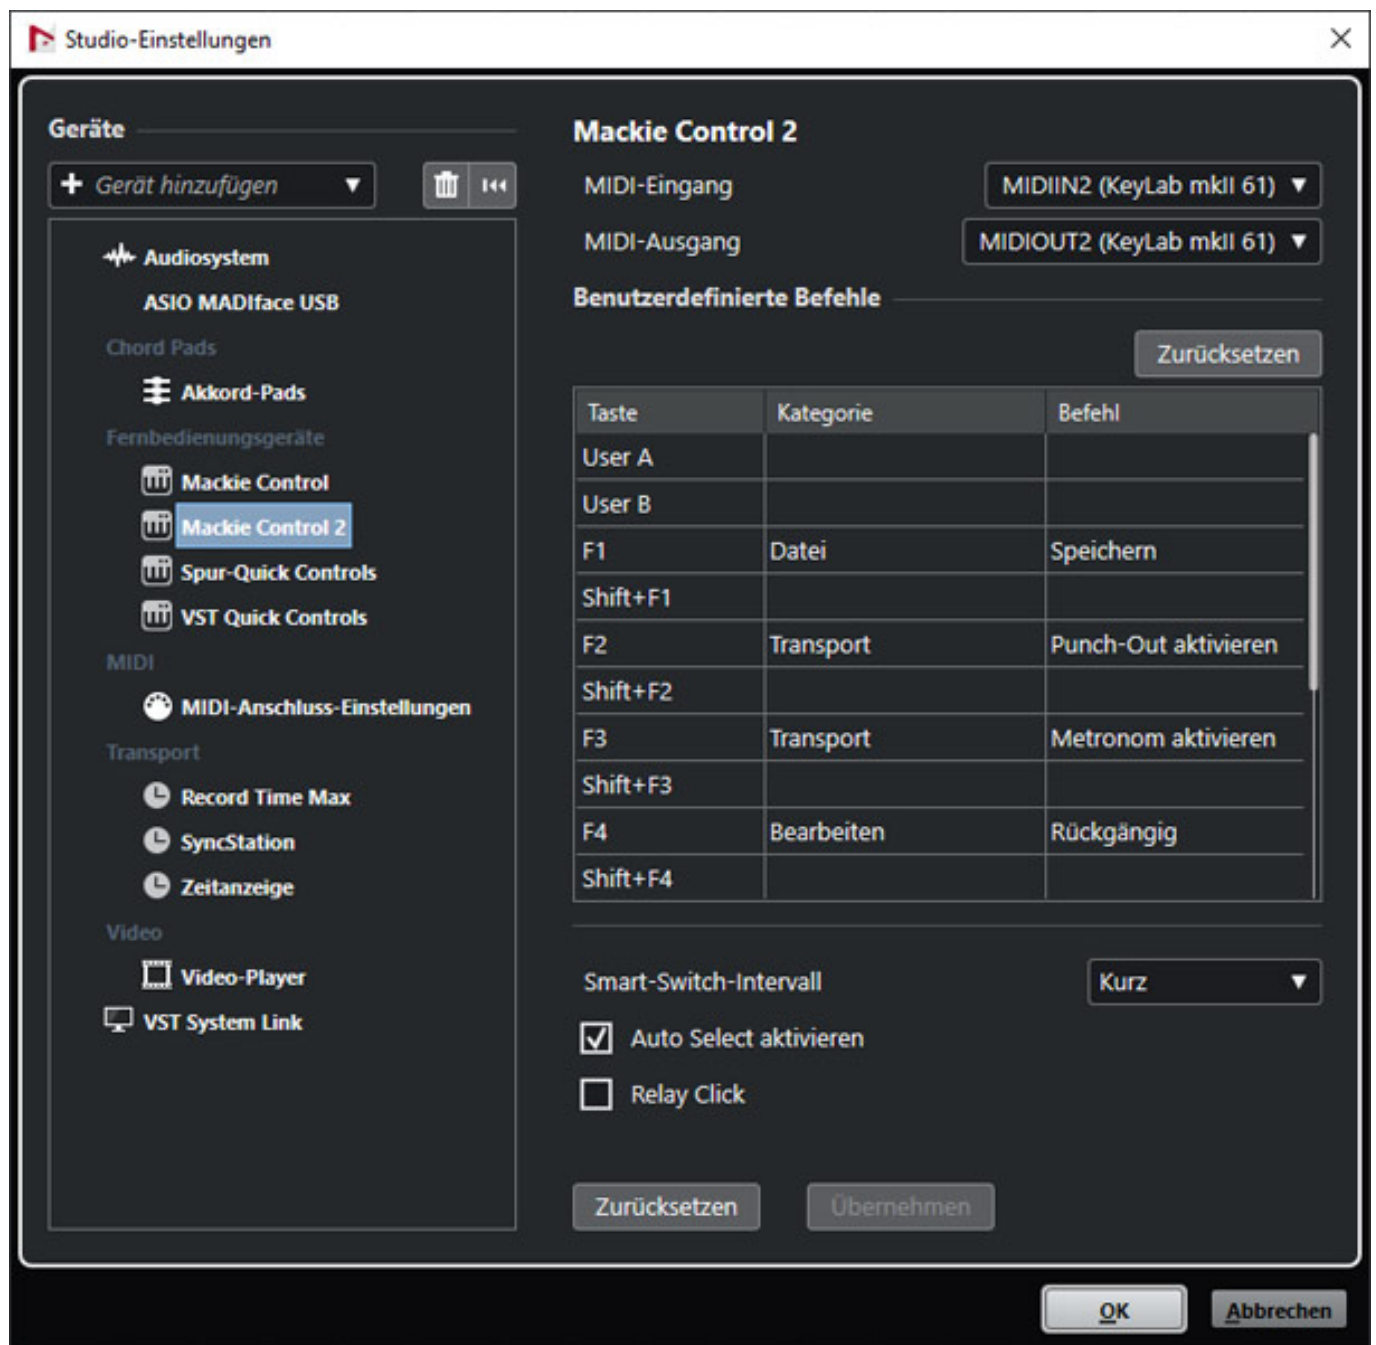 Studio-Einstellungen
Geräte
Gerät hinzufügen
Audiosystem
ASIO MADIface USB
Chord Pads
Akkord-Pads
Fernbedienungsgeräte
Mackie Control
Mackie Control 2
Spur-Quick Controls
VST Quick Controls
MIDI
MIDI-Anschluss-Einstellungen
Transport
Record Time Max
SyncStation
Zeitanzeige
Video
Video-Player
VST System Link
Mackie Control 2
MIDI-Eingang MIDIIN2 (KeyLab mkII 61)
MIDI-Ausgang MIDIOUT2 (KeyLab mkII 61)
Benutzerdefinierte Befehle
Zurücksetzen
Taste Kategorie Befehl
User A
User B
F1 Datei Speichern
Shift+F1
F2 Transport Punch-Out aktivieren
Shift+F2
F3 Transport Metronom aktivieren
Shift+F3
F4 Bearbeiten Rückgängig
Shift+F4
Smart-Switch-Intervall Kurz
Auto Select aktivieren
Relay Click
Zurücksetzen Übernehmen
OK Abbrechen